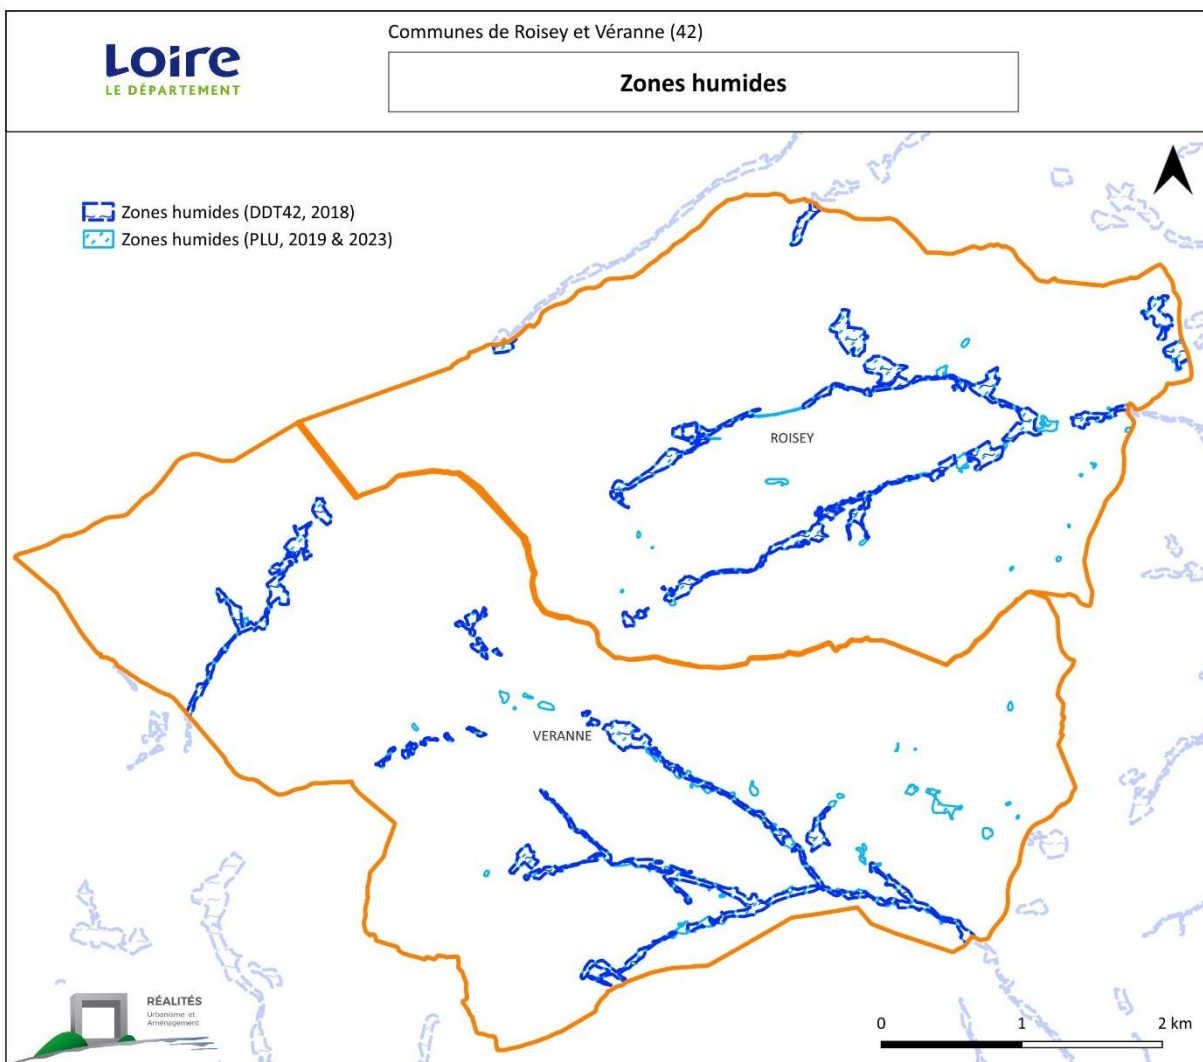 Loire
LE DÉPARTEMENT
Communes de Roisey et Véranne (42)
Zones humides
Zones humides (DDT42, 2018)
Zones humides (PLU, 2019 & 2023)
ROISEY
VERANNE
RÉALITÉS
Urbanisme et
Aménagement
0 1 2 km